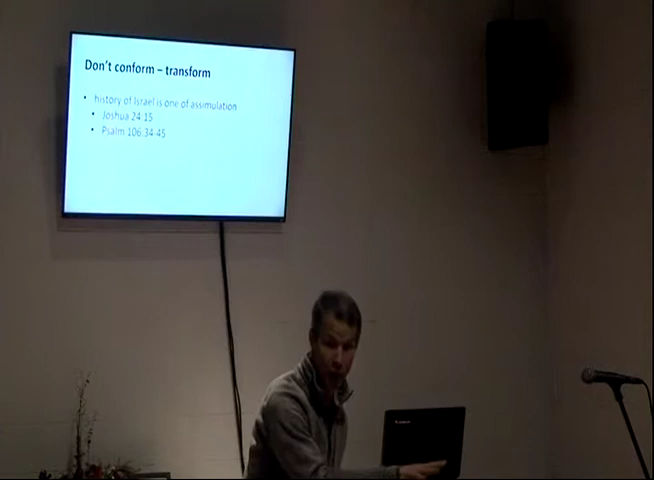 Don't conform – transform
• history of Israel is one of assimulation
• Joshua 24.15
• Psalm 106.34-45